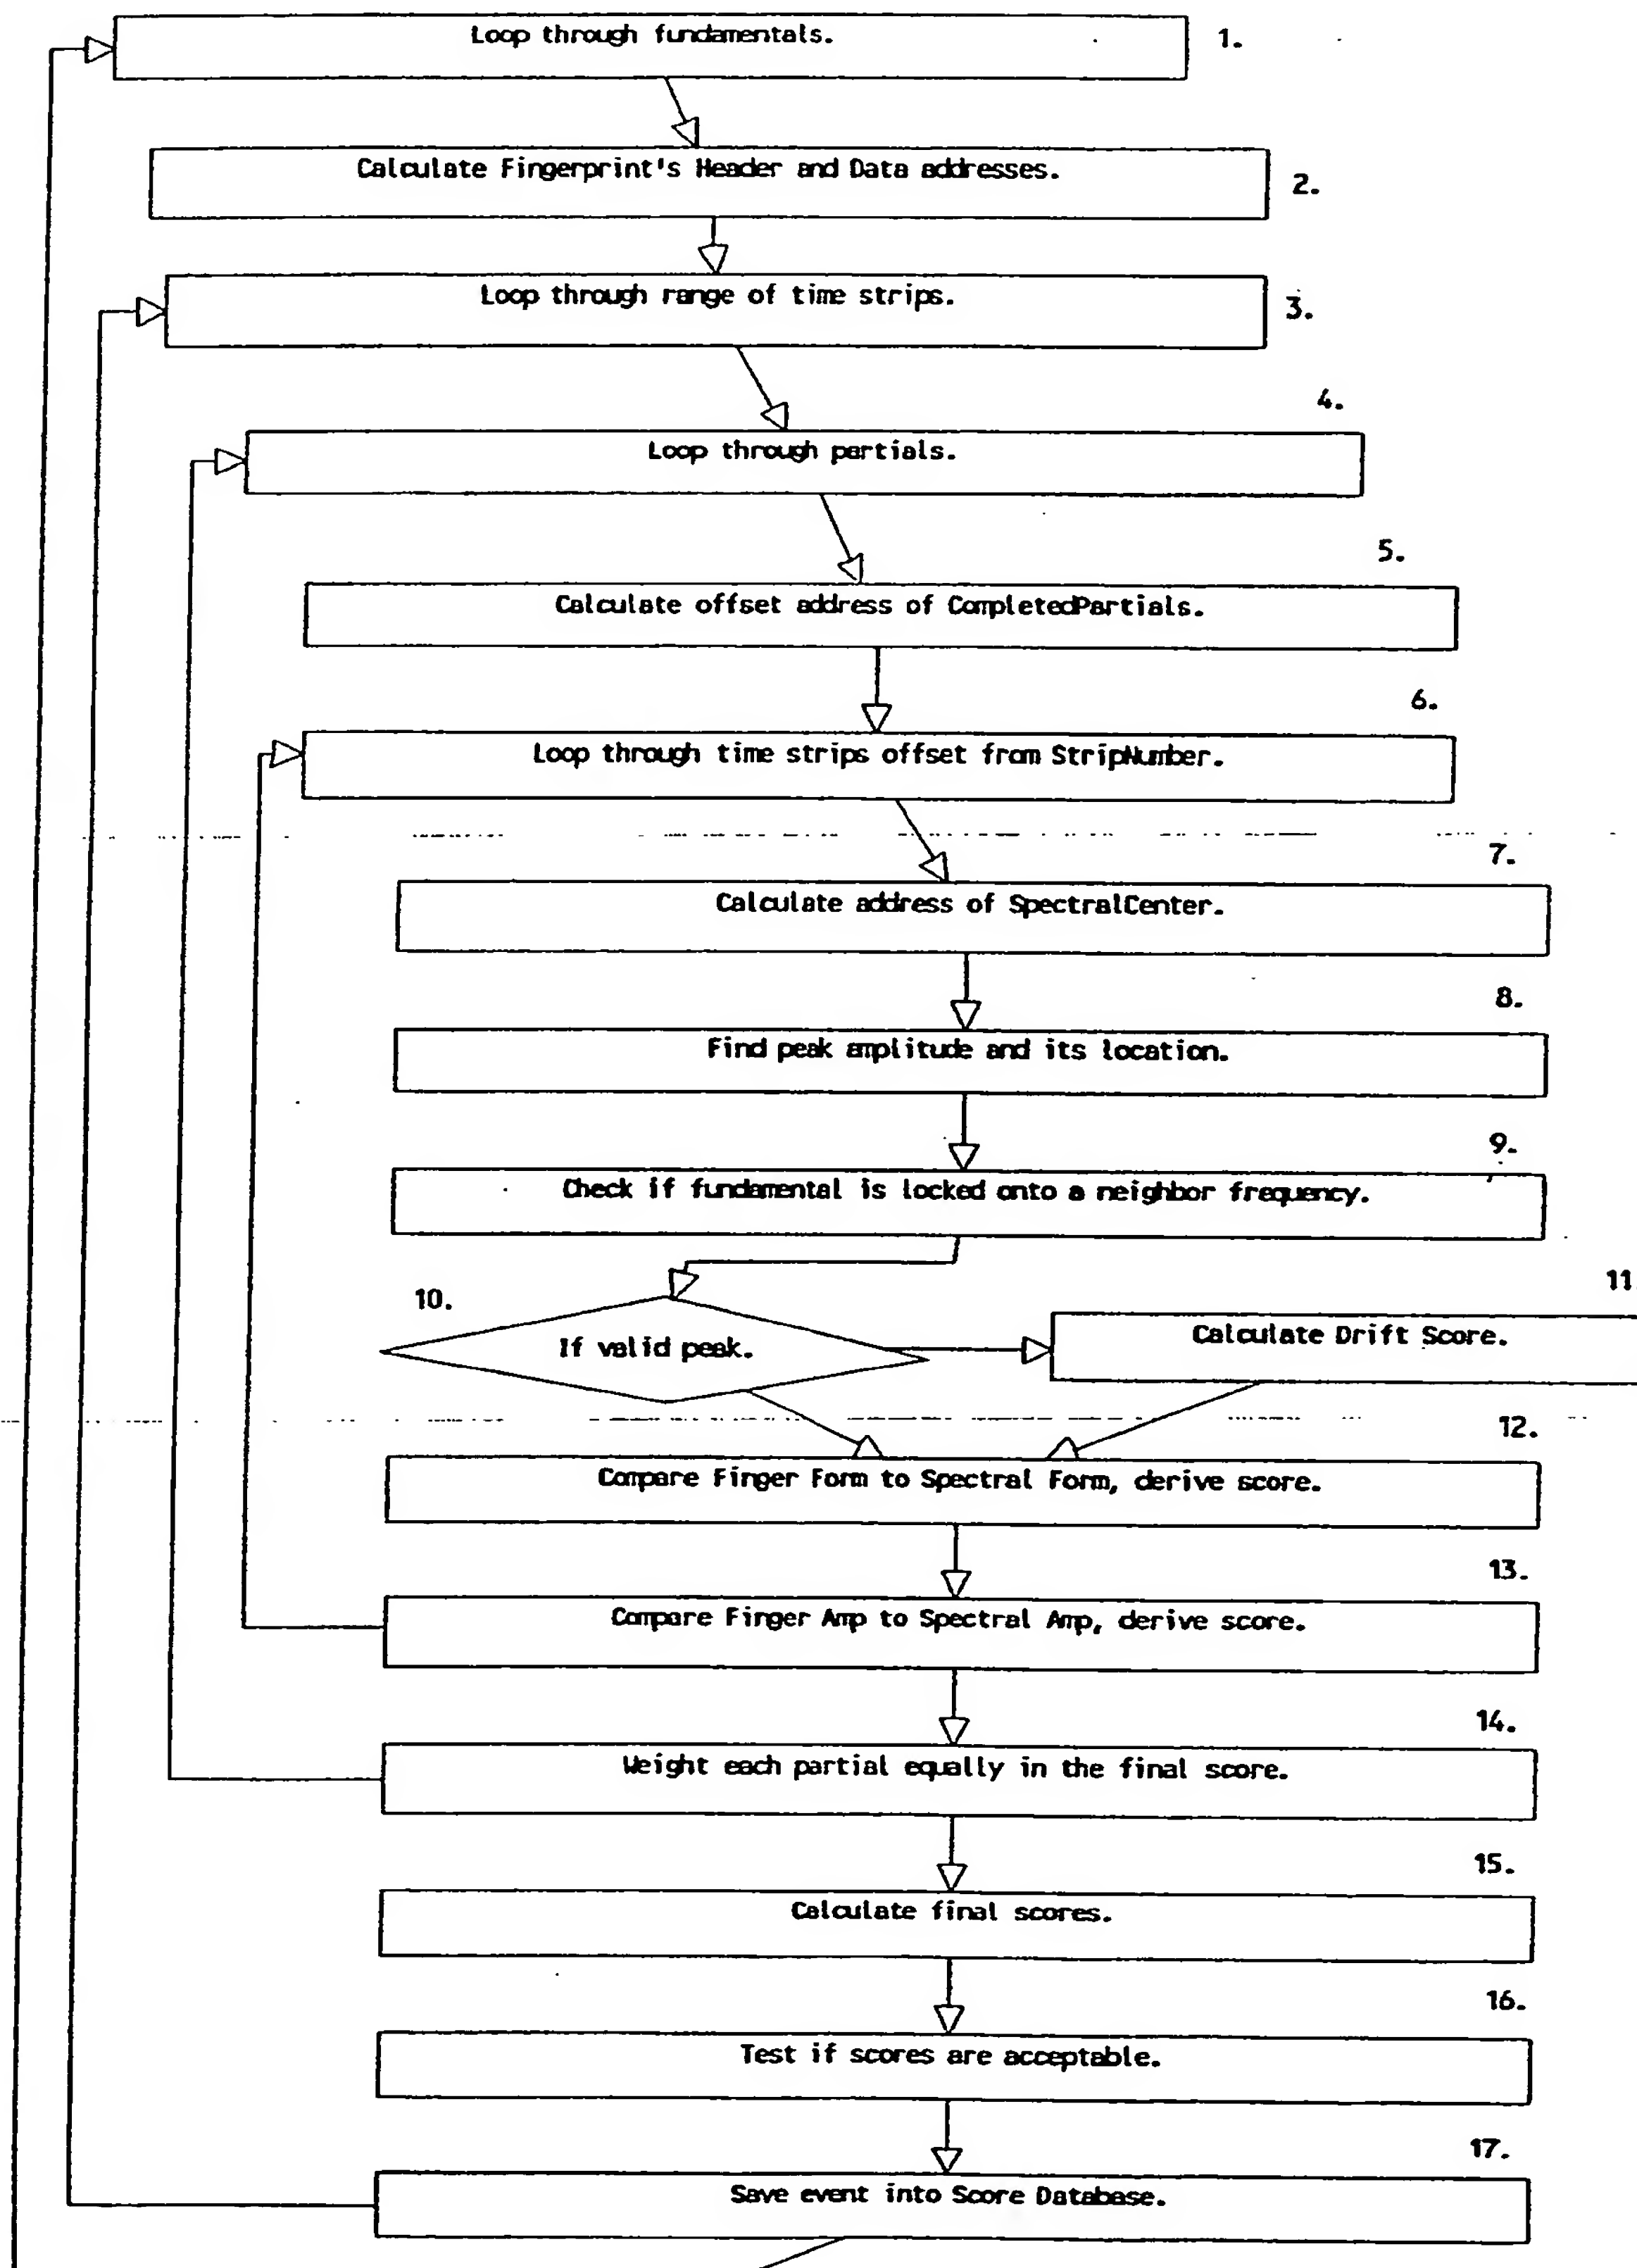 Loop through fundamentals.
1.
Calculate Fingerprint's Header and Data addresses.
2.
Loop through range of time strips.
3.
4.
Loop through partials.
5.
Calculate offset address of CompletedPartials.
6.
Loop through time strips offset from StripNumber.
7.
Calculate address of SpectralCenter.
8.
Find peak amplitude and its location.
9.
Check if fundamental is locked onto a neighbor frequency.
10.
If valid peak.
11
Calculate Drift Score.
12.
Compare Finger Form to Spectral Form, derive score.
13.
Compare Finger Amp to Spectral Amp, derive score.
14.
Weight each partial equally in the final score.
15.
Calculate final scores.
16.
Test if scores are acceptable.
17.
Save event into Score Database.